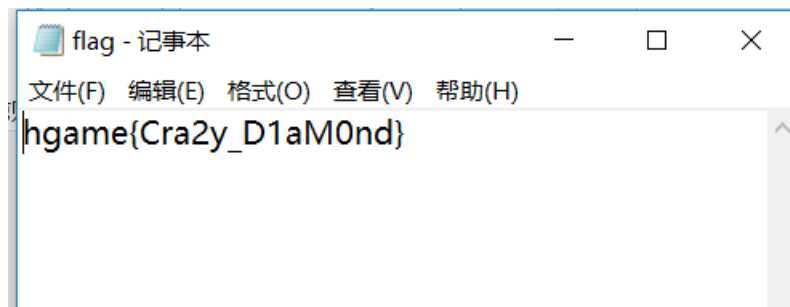 flag - 记事本
文件(F) 编辑(E) 格式(O) 查看(V) 帮助(H)
hgame{Cra2y_D1aM0nd}